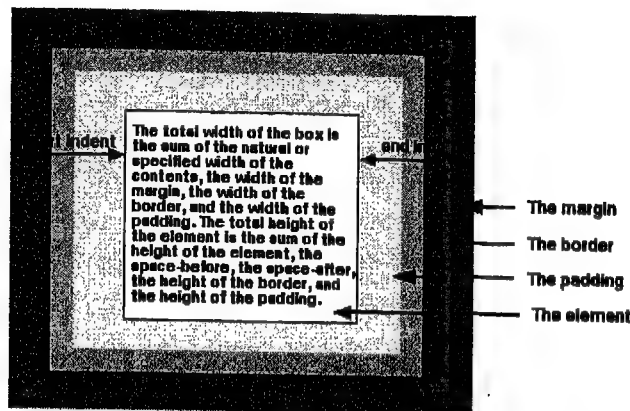 indent
The total width of the box is
the sum of the natural or
specified width of the
contents, the width of the
margin, the width of the
border, and the width of the
padding. The total height of
the element is the sum of the
height of the element, the
space-before, the space-after,
the height of the border, and
the height of the padding.
end in
The margin
The border
The padding
The element